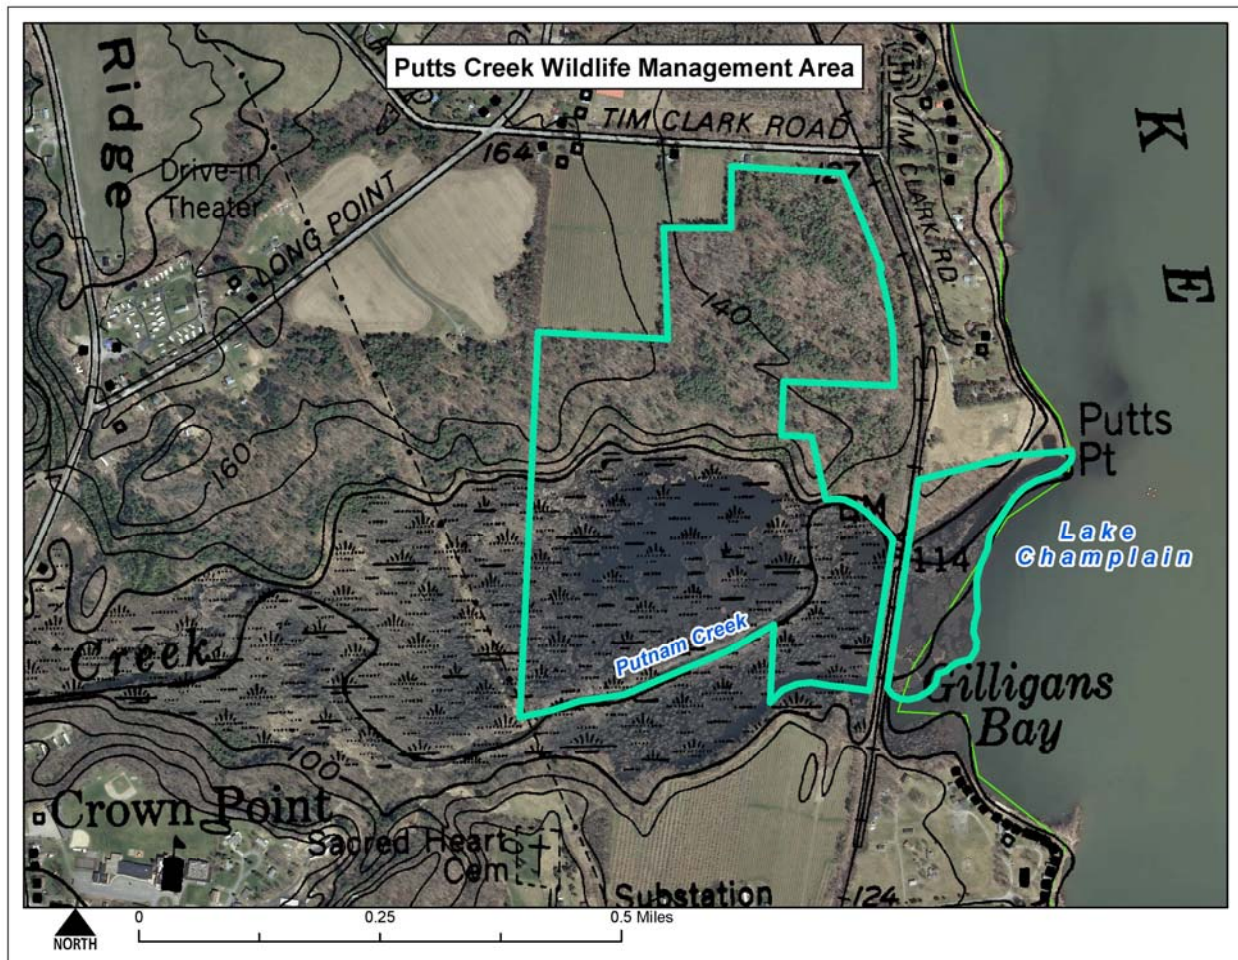 Putts Creek Wildlife Management Area
Ridge
TIM CLARK ROAD
164
127
Drive-in
Theater
LONG POINT
TIM CLARK RD
K
E
140
160
Putts
Pt
Lake
Champlain
114
Putnam Creek
Creek
Gilligans
Bay
100
Crown Point
Sacred Heart
Cem
Substation
124
0
0.25
0.5 Miles
NORTH